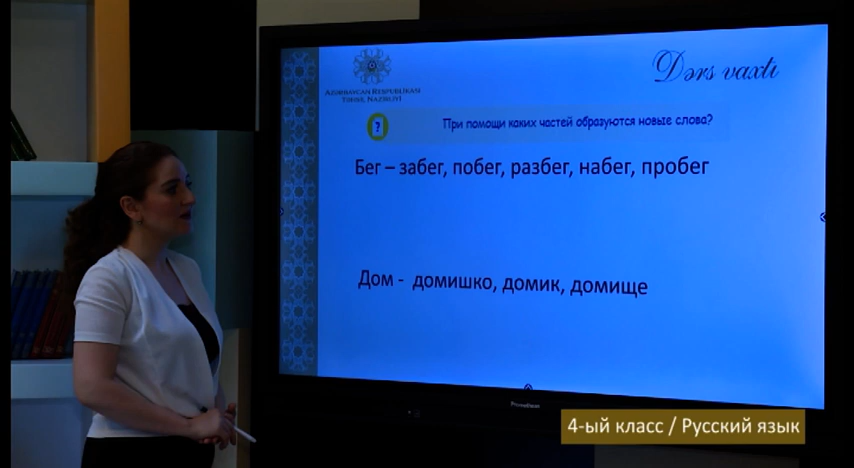 Dərs vaxtı
AZƏRBAYCAN RESPUBLİKASI
TƏHSİL NAZİRLİYİ
?
При помощи каких частей образуются новые слова?
Бег – забег, побег, разбег, набег, пробег
Дом - домишко, домик, домище
Promethean
4-ый класс / Русский язык